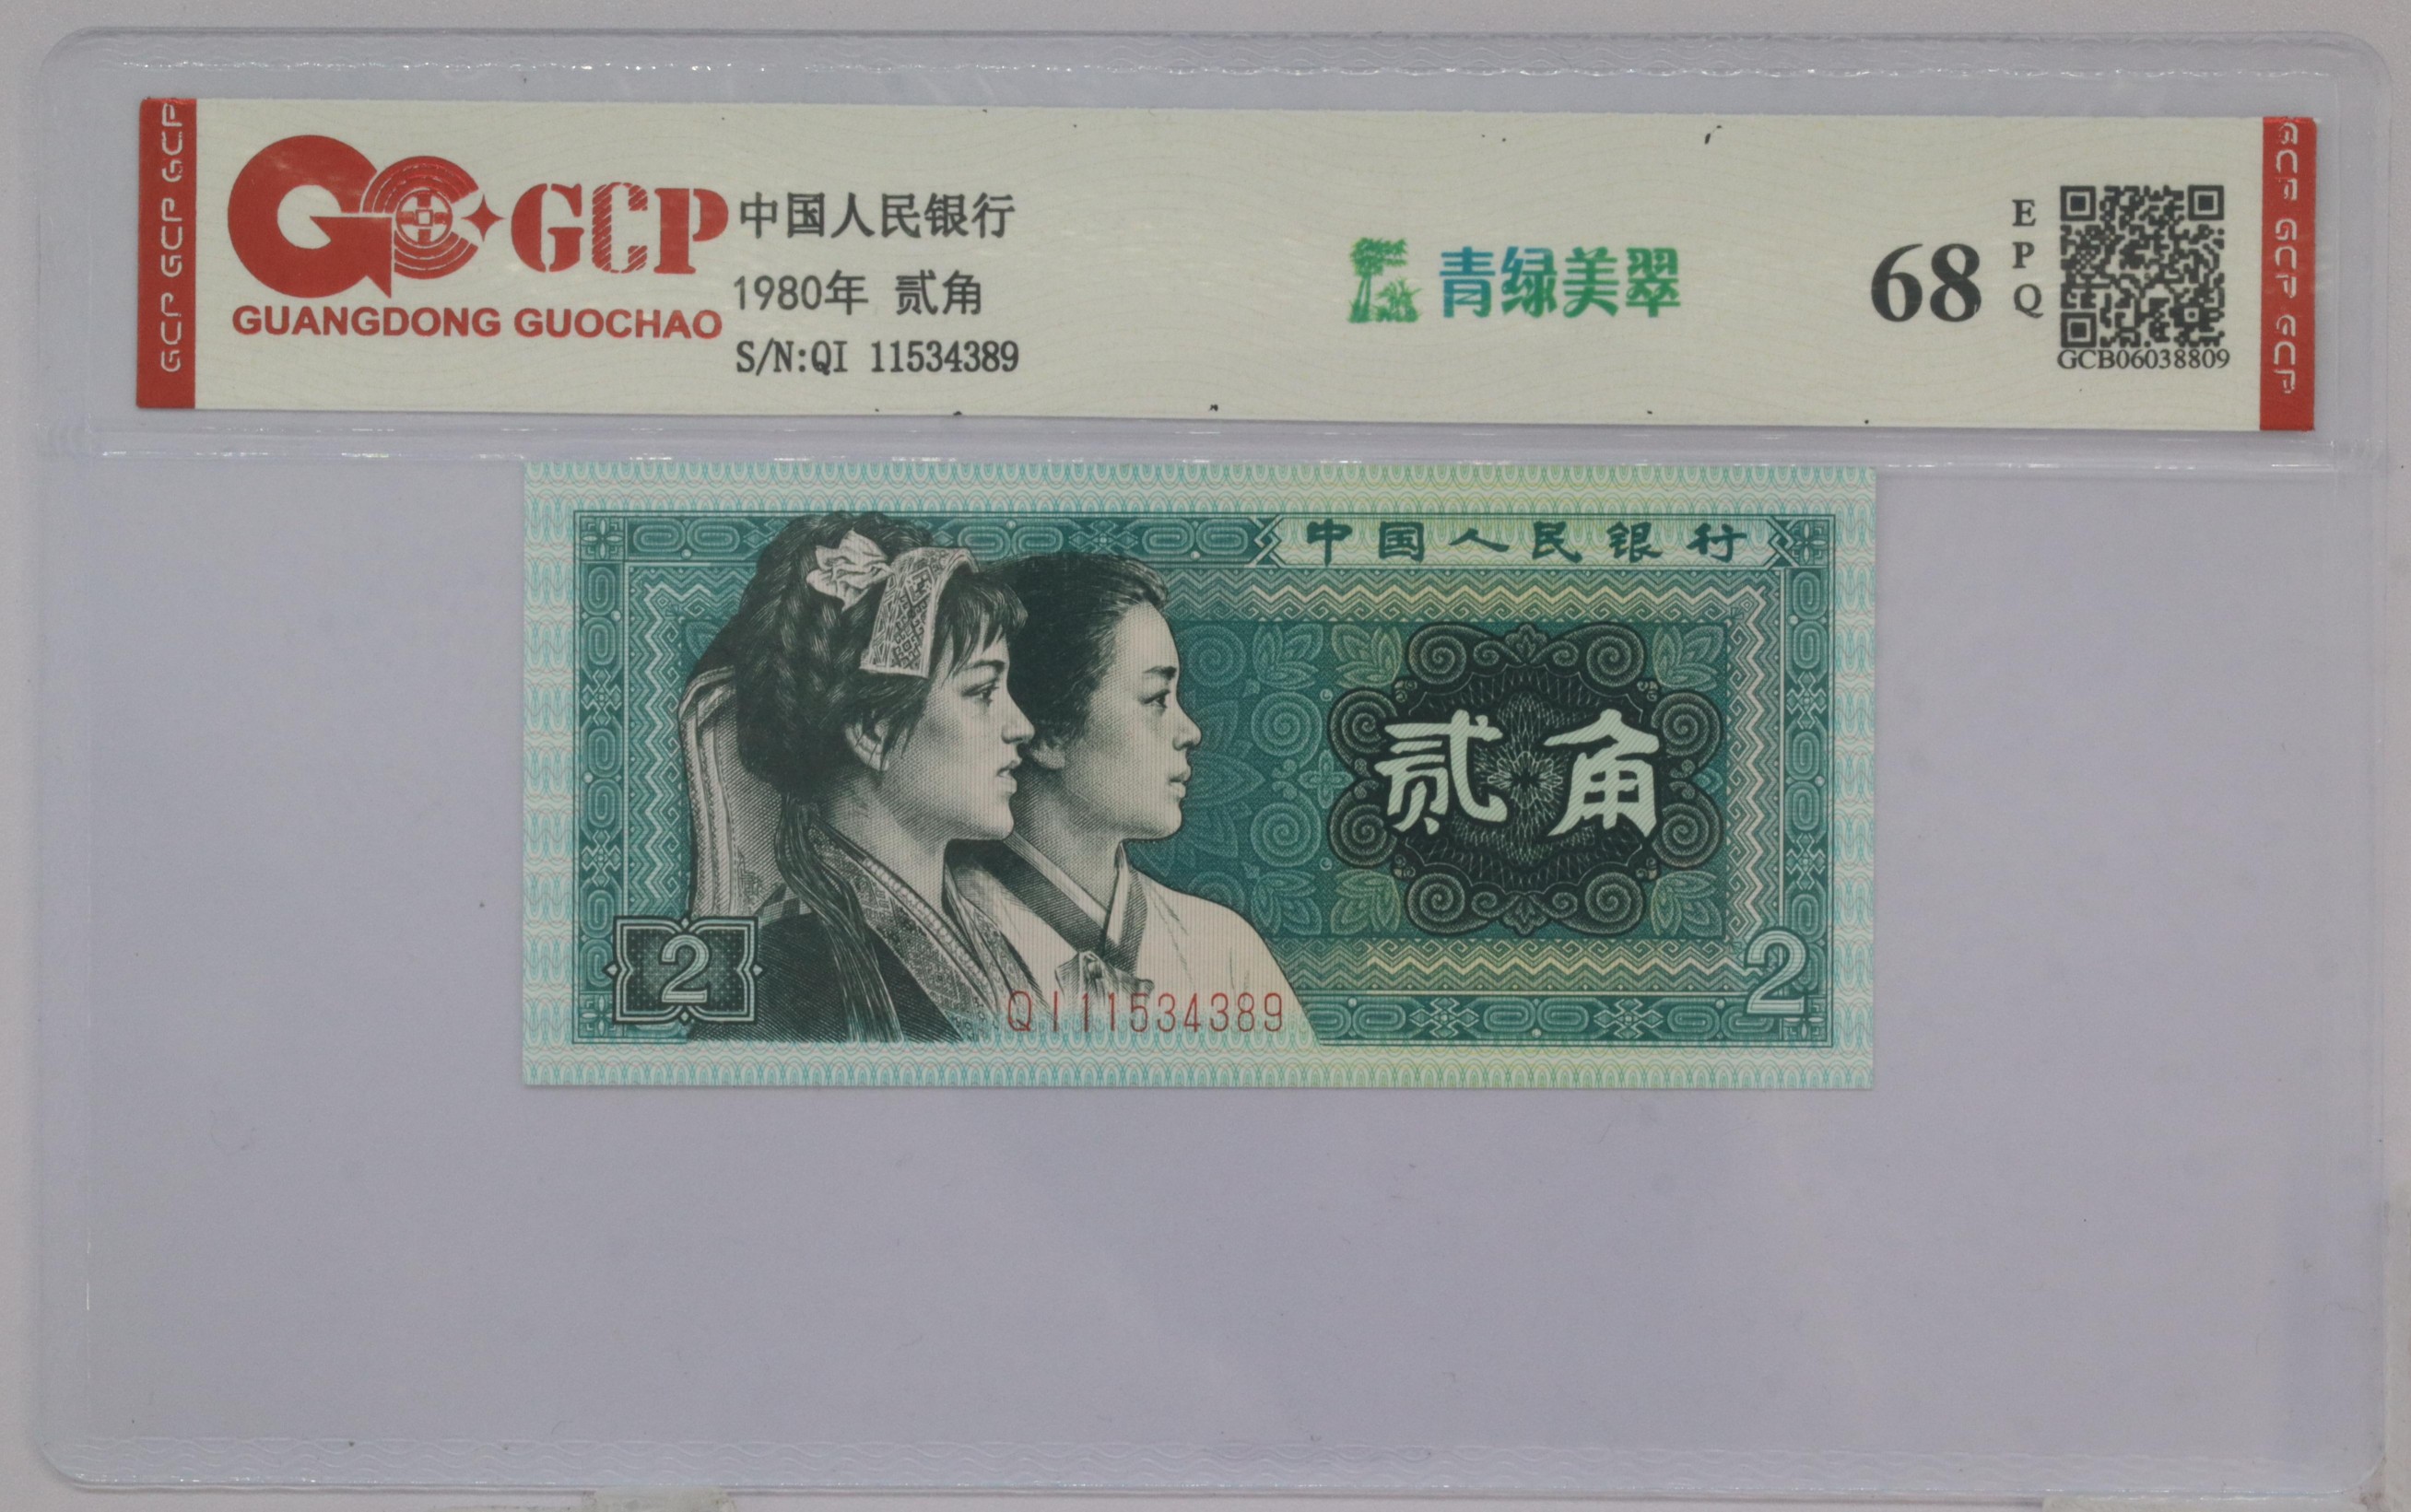 GCP GCP GCP
GCP
GUANGDONG GUOCHAO
中国人民银行
1980年 贰角
S/N:QI 11534389
青绿美翠
68
EPQ
GCB06038809
GCP GCP GCP
中国人民银行
贰角
2
2
QI11534389